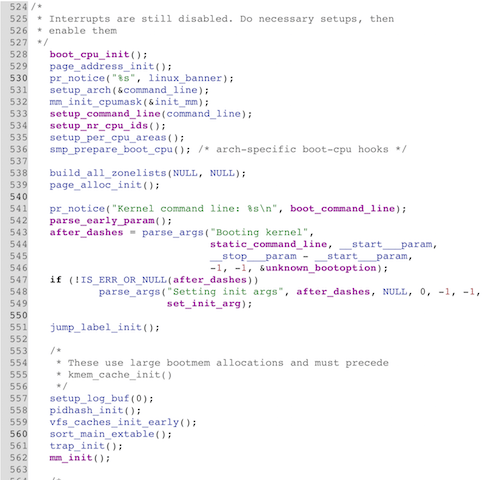 524 /*
525  * Interrupts are still disabled. Do necessary setups, then
526  * enable them
527  */
528 boot_cpu_init();
529 page_address_init();
530 pr_notice("%s", linux_banner);
531 setup_arch(&command_line);
532 mm_init_cpumask(&init_mm);
533 setup_command_line(command_line);
534 setup_nr_cpu_ids();
535 setup_per_cpu_areas();
536 smp_prepare_boot_cpu(); /* arch-specific boot-cpu hooks */
537
538 build_all_zonelists(NULL, NULL);
539 page_alloc_init();
540
541 pr_notice("Kernel command line: %s\n", boot_command_line);
542 parse_early_param();
543 after_dashes = parse_args("Booting kernel",
544 static_command_line, __start___param,
545 __stop___param - __start___param,
546 -1, -1, &unknown_bootoption);
547 if (!IS_ERR_OR_NULL(after_dashes))
548 parse_args("Setting init args", after_dashes, NULL, 0, -1, -1,
549 set_init_arg);
550
551 jump_label_init();
552
553 /*
554  * These use large bootmem allocations and must precede
555  * kmem_cache_init()
556  */
557 setup_log_buf(0);
558 pidhash_init();
559 vfs_caches_init_early();
560 sort_main_extable();
561 trap_init();
562 mm_init();
563